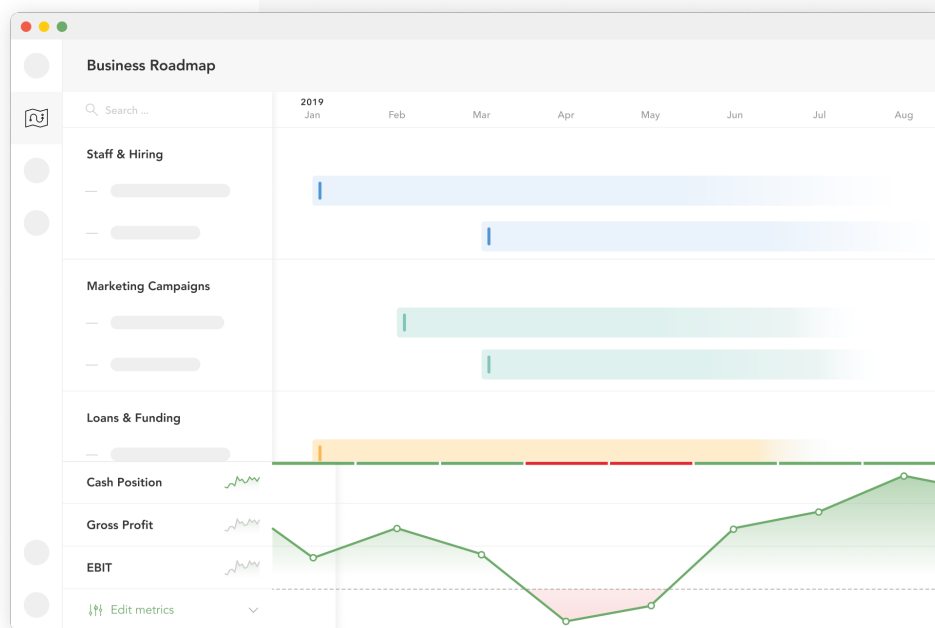 Business Roadmap
Search ...
2019
Jan Feb Mar Apr May Jun Jul Aug
Staff & Hiring
Marketing Campaigns
Loans & Funding
Cash Position
Gross Profit
EBIT
Edit metrics